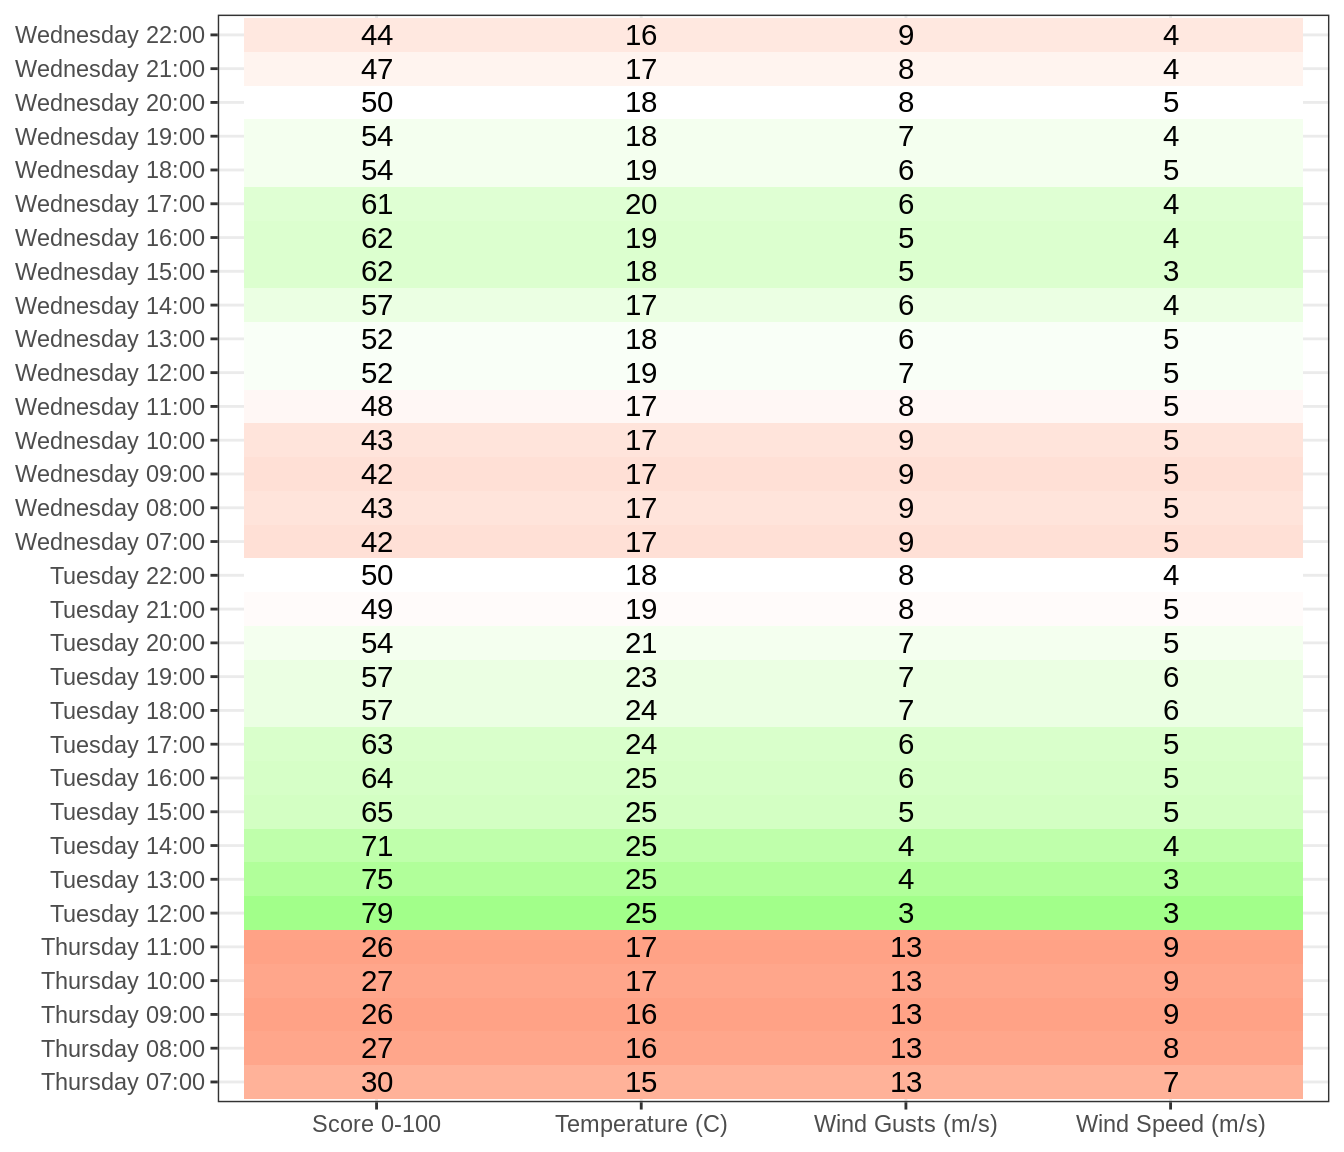 Wednesday 22:00 44 16 9 4
Wednesday 21:00 47 17 8 4
Wednesday 20:00 50 18 8 5
Wednesday 19:00 54 18 7 4
Wednesday 18:00 54 19 6 5
Wednesday 17:00 61 20 6 4
Wednesday 16:00 62 19 5 4
Wednesday 15:00 62 18 5 3
Wednesday 14:00 57 17 6 4
Wednesday 13:00 52 18 6 5
Wednesday 12:00 52 19 7 5
Wednesday 11:00 48 17 8 5
Wednesday 10:00 43 17 9 5
Wednesday 09:00 42 17 9 5
Wednesday 08:00 43 17 9 5
Wednesday 07:00 42 17 9 5
Tuesday 22:00 50 18 8 4
Tuesday 21:00 49 19 8 5
Tuesday 20:00 54 21 7 5
Tuesday 19:00 57 23 7 6
Tuesday 18:00 57 24 7 6
Tuesday 17:00 63 24 6 5
Tuesday 16:00 64 25 6 5
Tuesday 15:00 65 25 5 5
Tuesday 14:00 71 25 4 4
Tuesday 13:00 75 25 4 3
Tuesday 12:00 79 25 3 3
Thursday 11:00 26 17 13 9
Thursday 10:00 27 17 13 9
Thursday 09:00 26 16 13 9
Thursday 08:00 27 16 13 8
Thursday 07:00 30 15 13 7
Score 0-100 Temperature (C) Wind Gusts (m/s) Wind Speed (m/s)